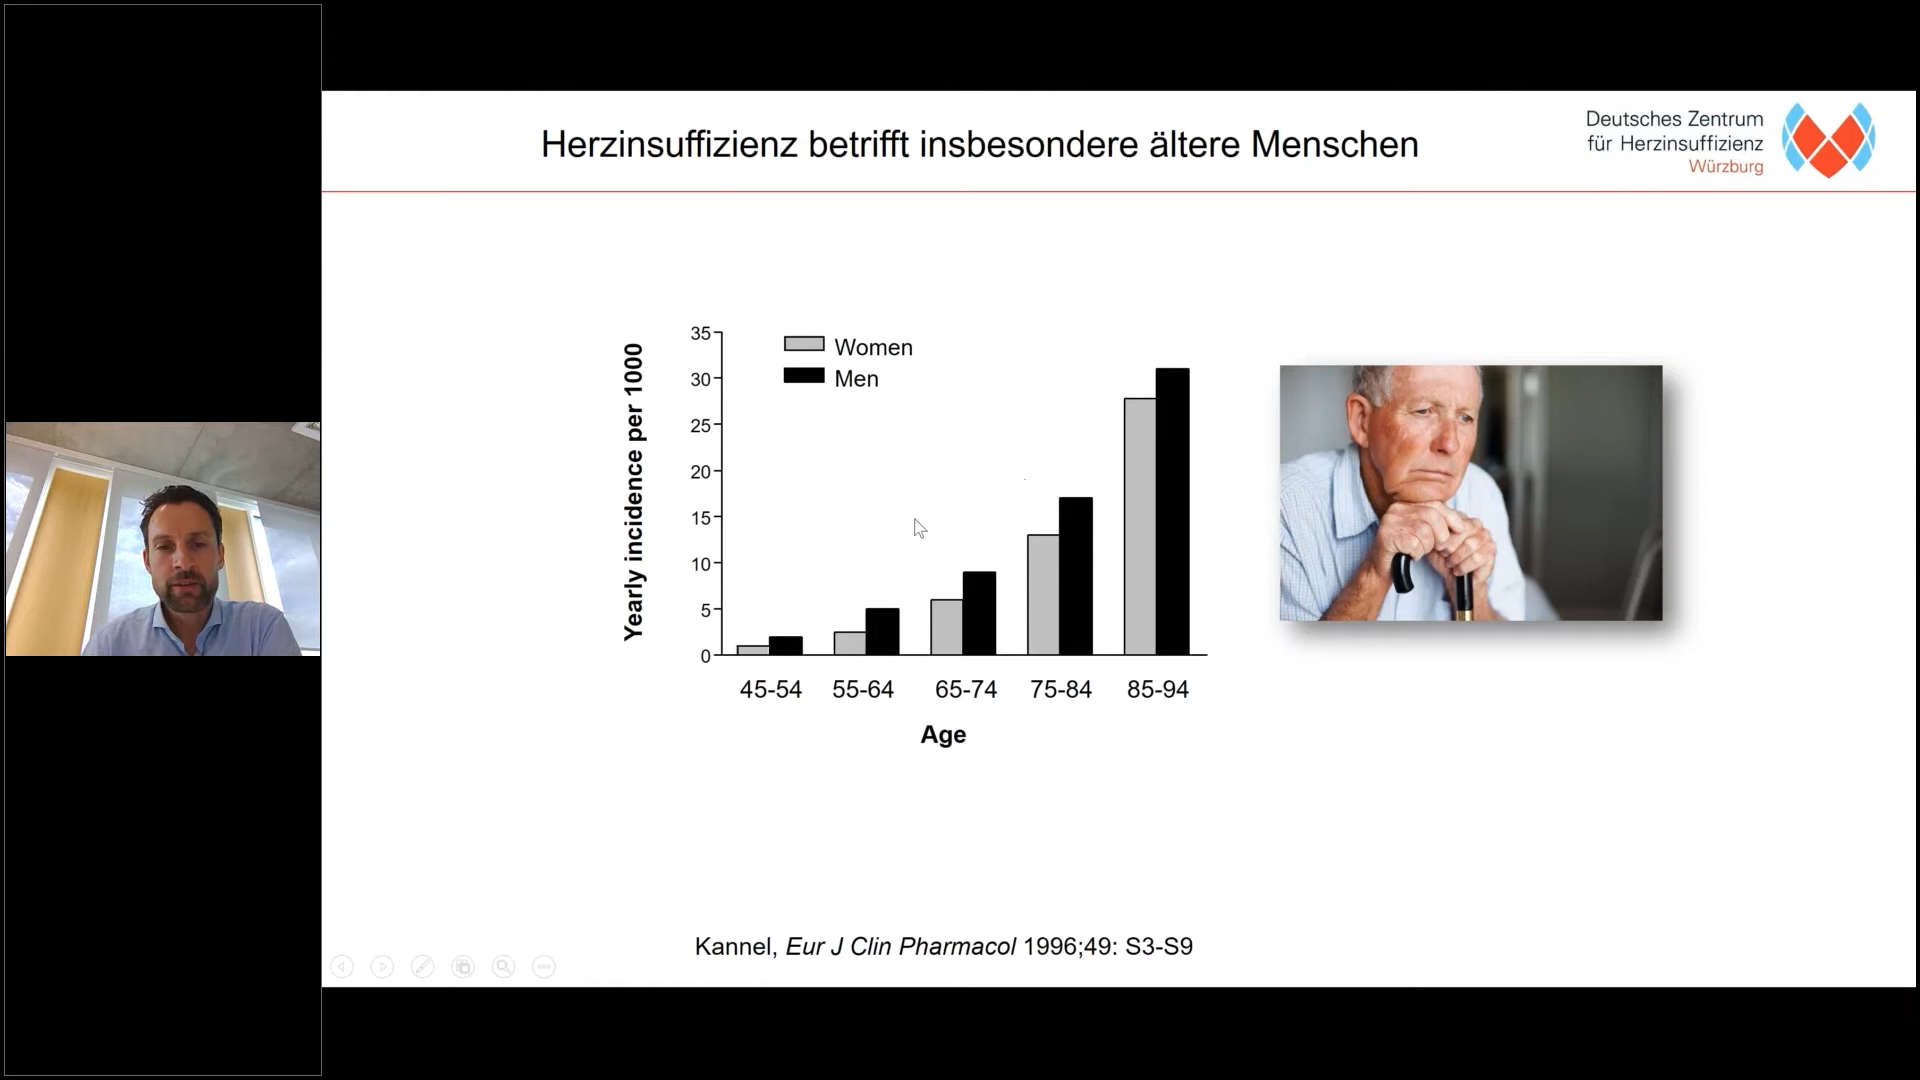 Herzinsuffizienz betrifft insbesondere ältere Menschen
Deutsches Zentrum
für Herzinsuffizienz
Würzburg
Yearly incidence per 1000
35
30
25
20
15
10
5
0
Women
Men
45-54 55-64 65-74 75-84 85-94
Age
Kannel, Eur J Clin Pharmacol 1996;49: S3-S9